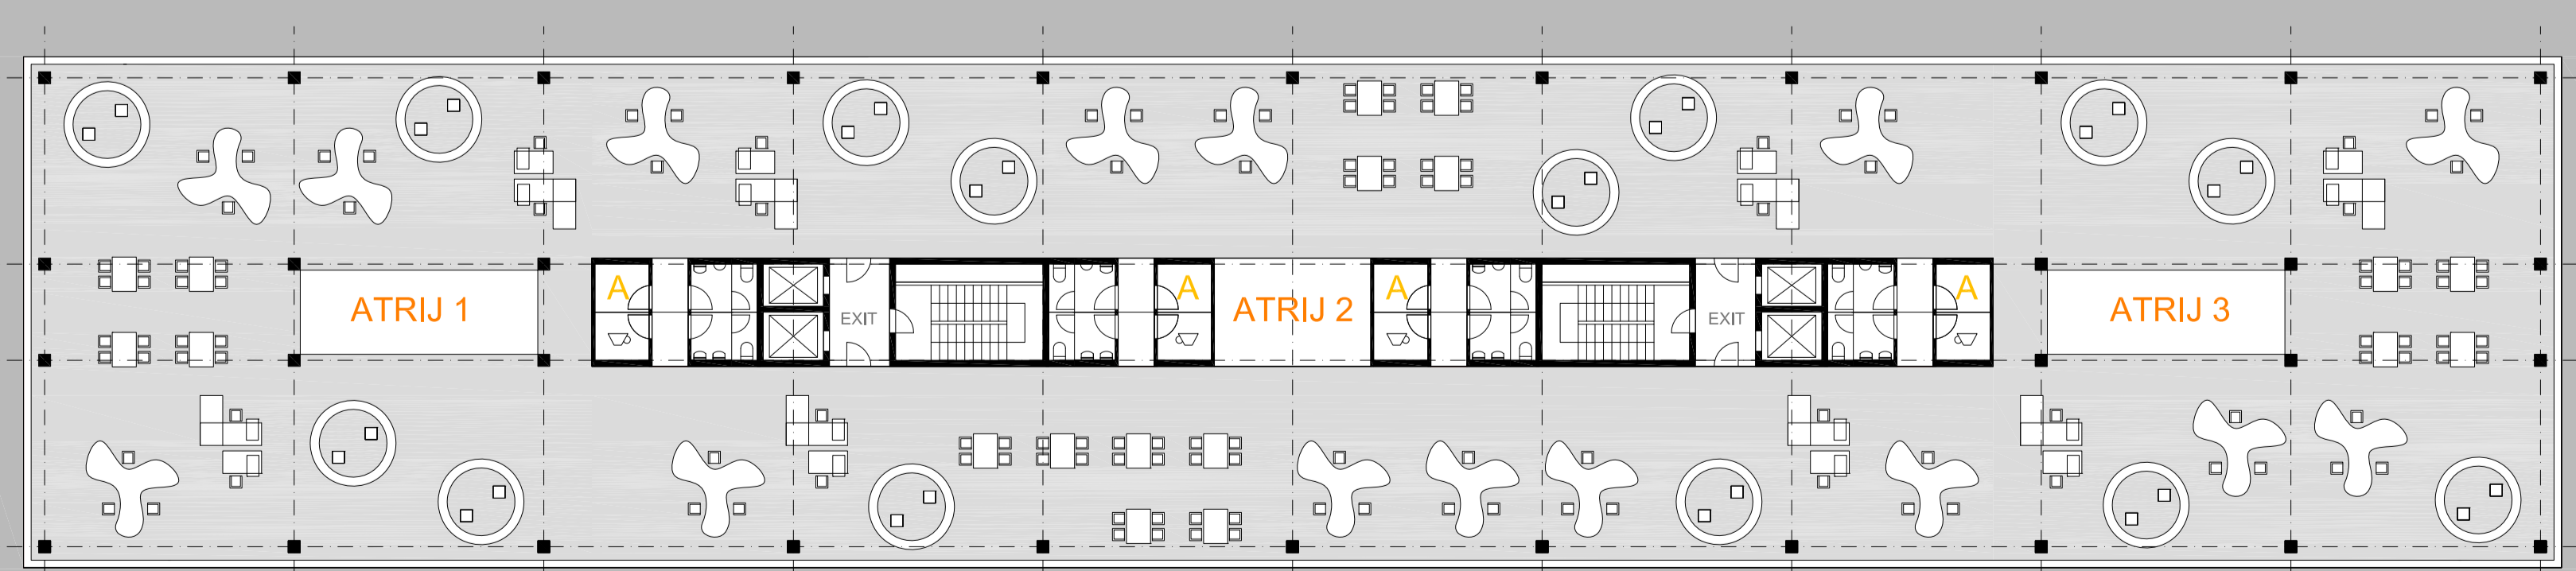 A
A
A
A
ATRIJ 1
EXIT
ATRIJ 2
EXIT
ATRIJ 3